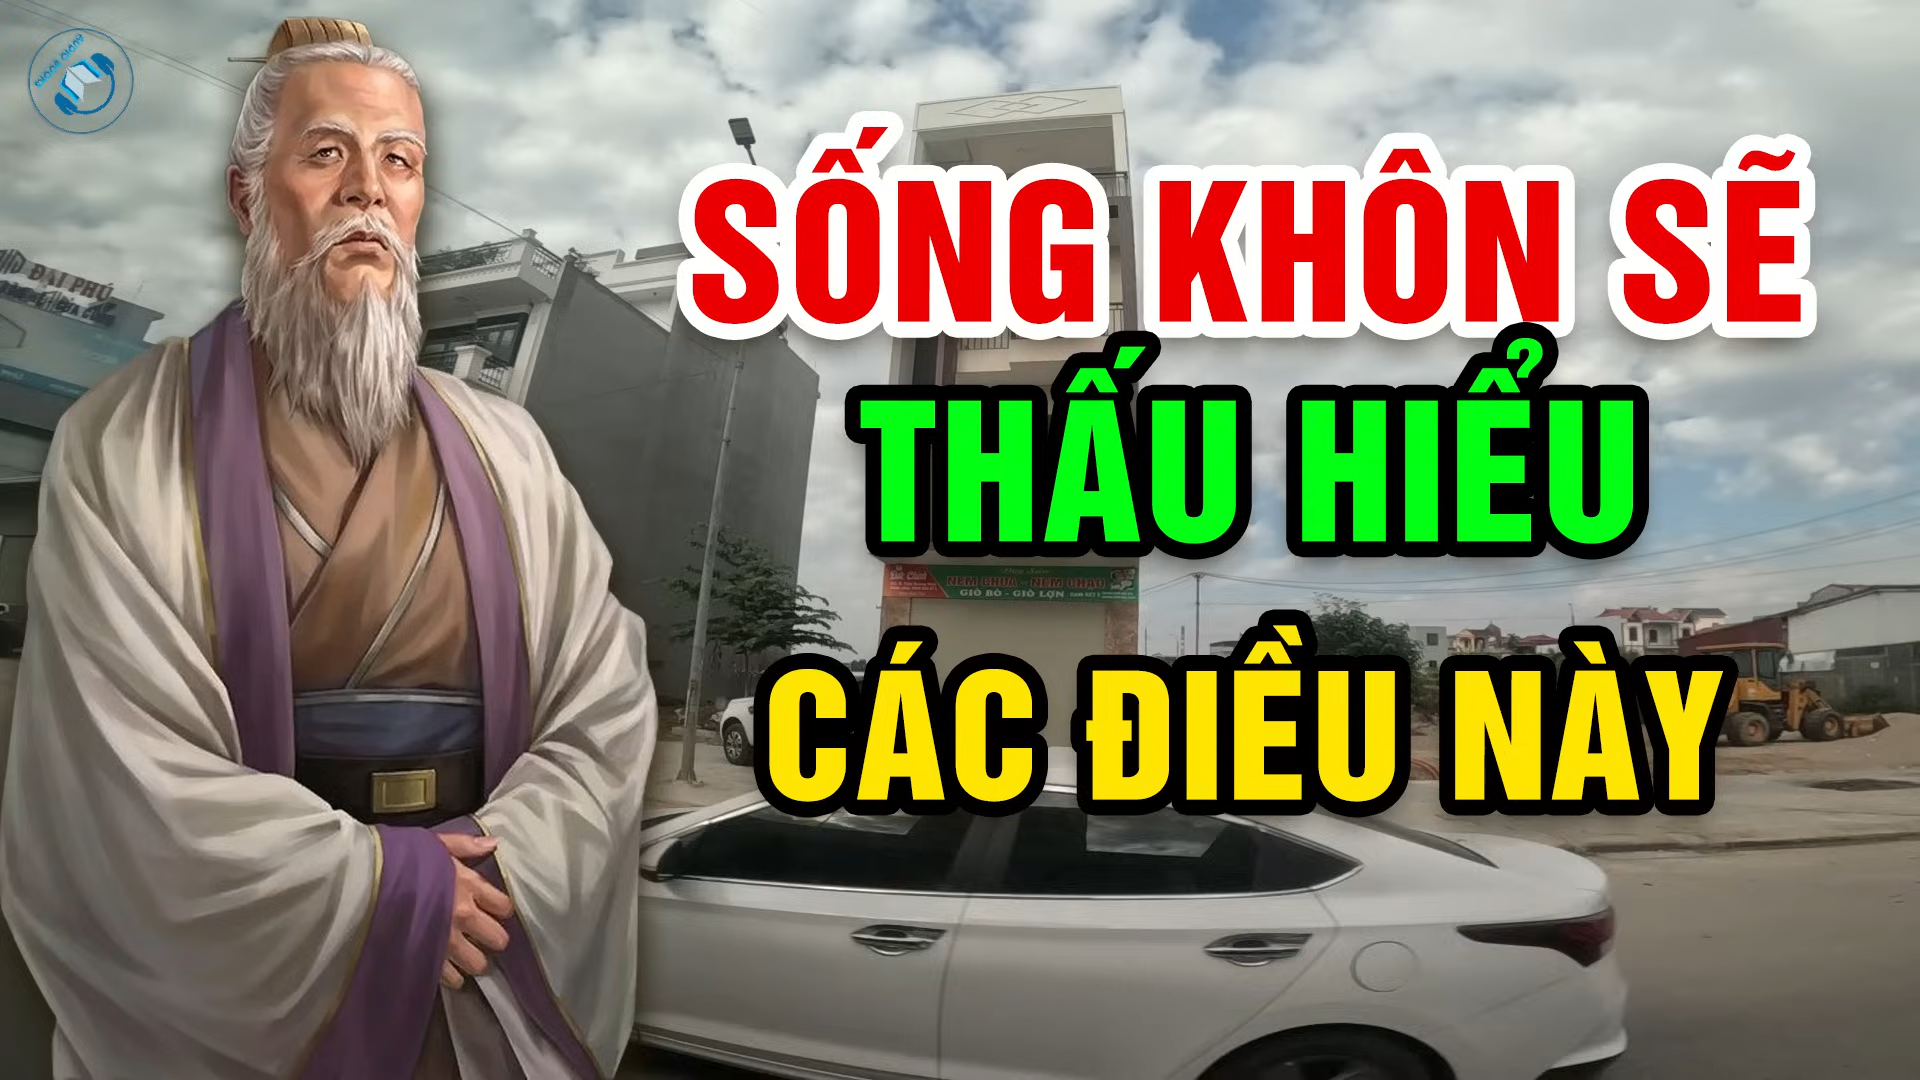 SỐNG KHÔN SẼ
THẤU HIỂU
CÁC ĐIỀU NÀY
ĐẠI PHÚ
NEM CHUA - NEM CHẠO
GIÒ BÒ - GIÒ LỢN